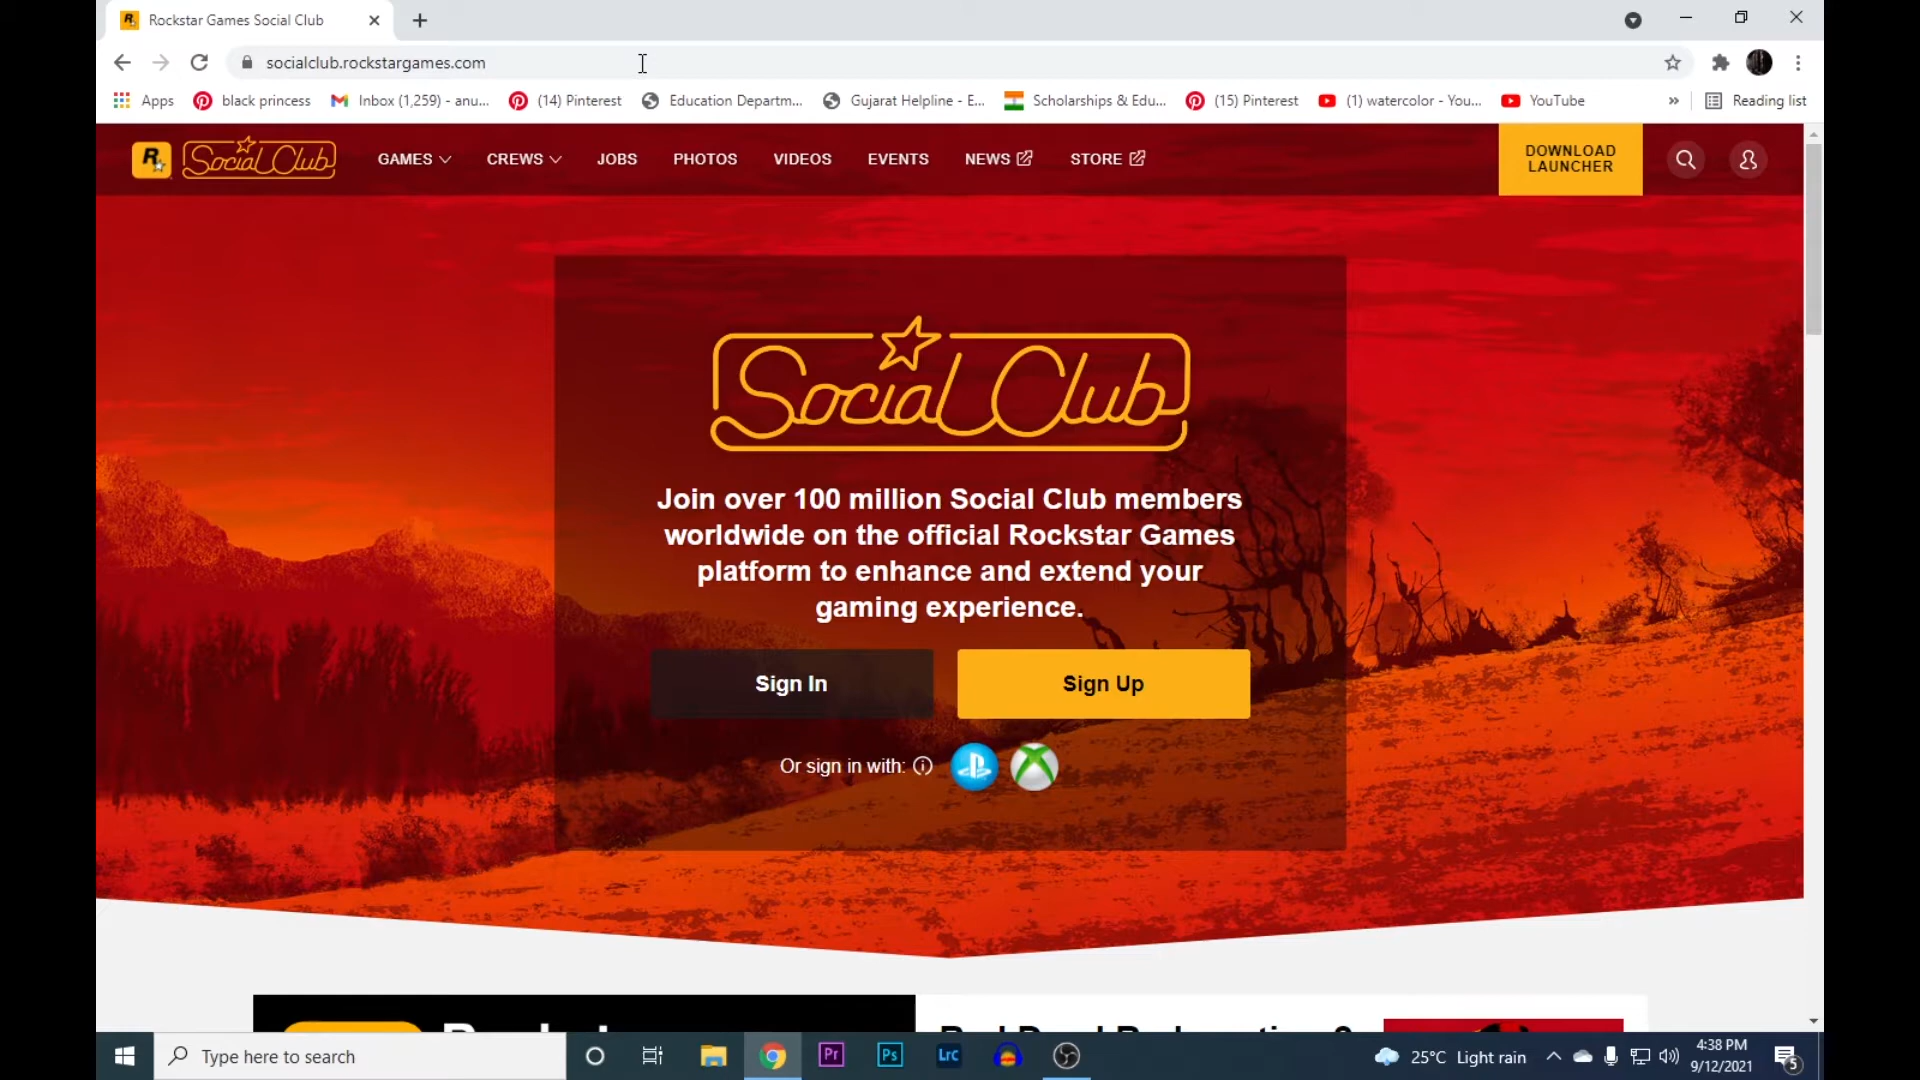 Rockstar Games Social Club
socialclub.rockstargames.com
Apps
black princess
Inbox (1,259) - anu...
(14) Pinterest
Education Departm...
Gujarat Helpline - E...
Scholarships & Edu...
(15) Pinterest
(1) watercolor - You...
YouTube
»
Reading list
R
Social Club
GAMES
CREWS
JOBS
PHOTOS
VIDEOS
EVENTS
NEWS
STORE
DOWNLOAD
LAUNCHER
Social Club
Join over 100 million Social Club members
worldwide on the official Rockstar Games
platform to enhance and extend your
gaming experience.
Sign In
Sign Up
Or sign in with:
Type here to search
Pr
Ps
Lrc
25°C Light rain
4:38 PM
9/12/2021
5